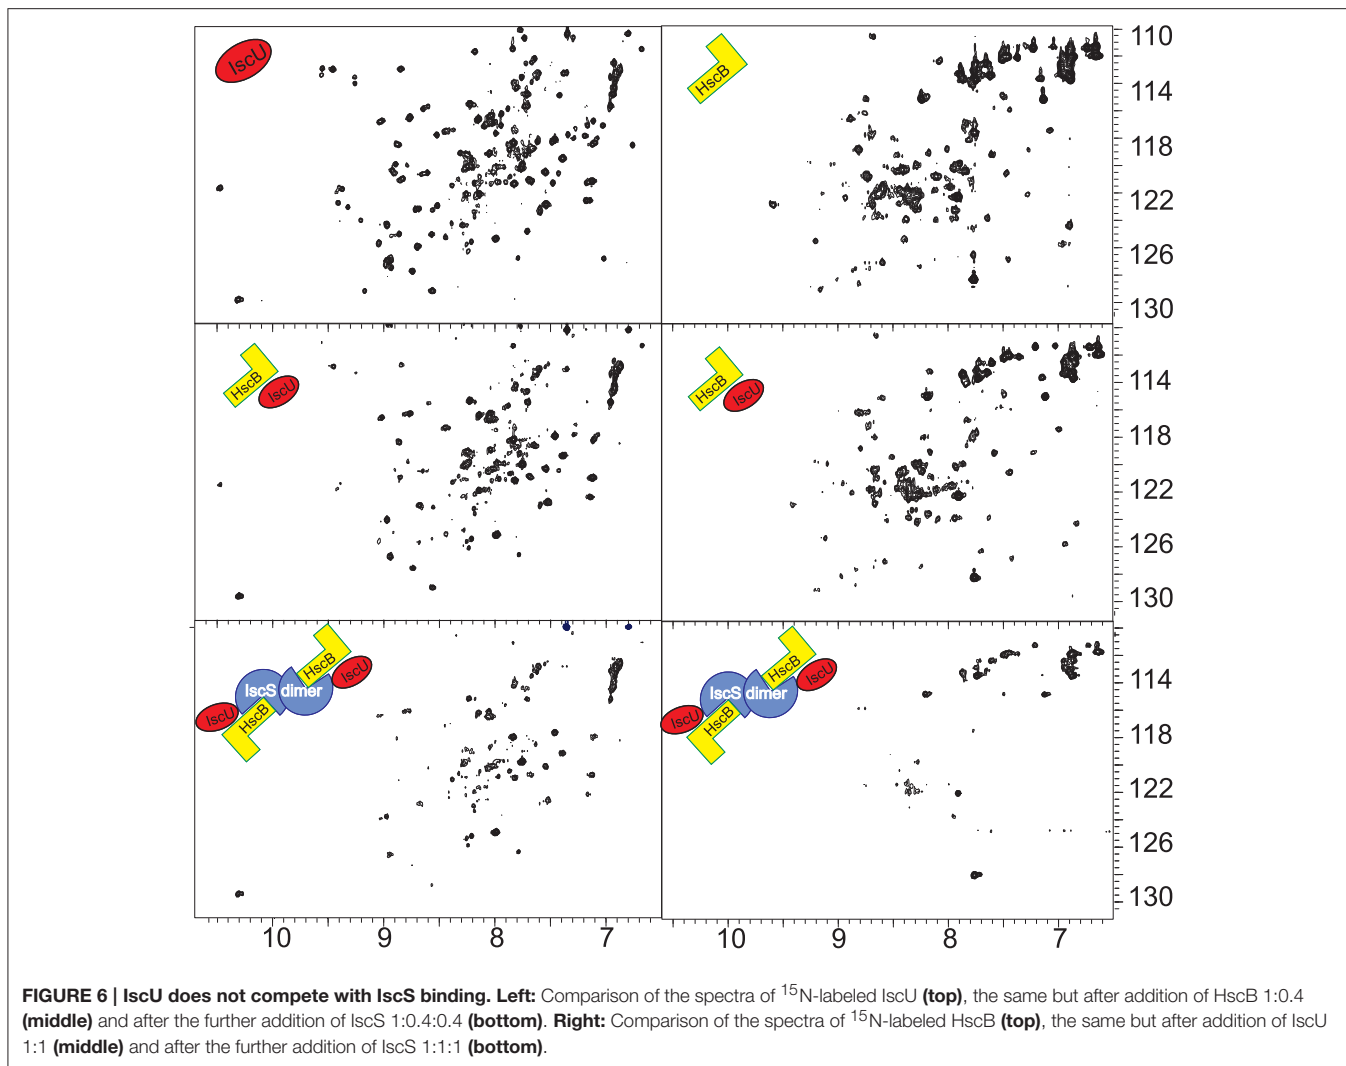 IscU
HscB
110
114
118
122
126
130
HscB
IscU
HscB
IscU
114
118
122
126
130
HscB
IscU
IscS dimer
IscU
HscB
HscB
IscU
IscS dimer
IscU
HscB
114
118
122
126
130
10 9 8 7
10 9 8 7
FIGURE 6 | IscU does not compete with IscS binding. Left: Comparison of the spectra of ¹⁵N-labeled IscU (top), the same but after addition of HscB 1:0.4
(middle) and after the further addition of IscS 1:0.4:0.4 (bottom). Right: Comparison of the spectra of ¹⁵N-labeled HscB (top), the same but after addition of IscU
1:1 (middle) and after the further addition of IscS 1:1:1 (bottom).